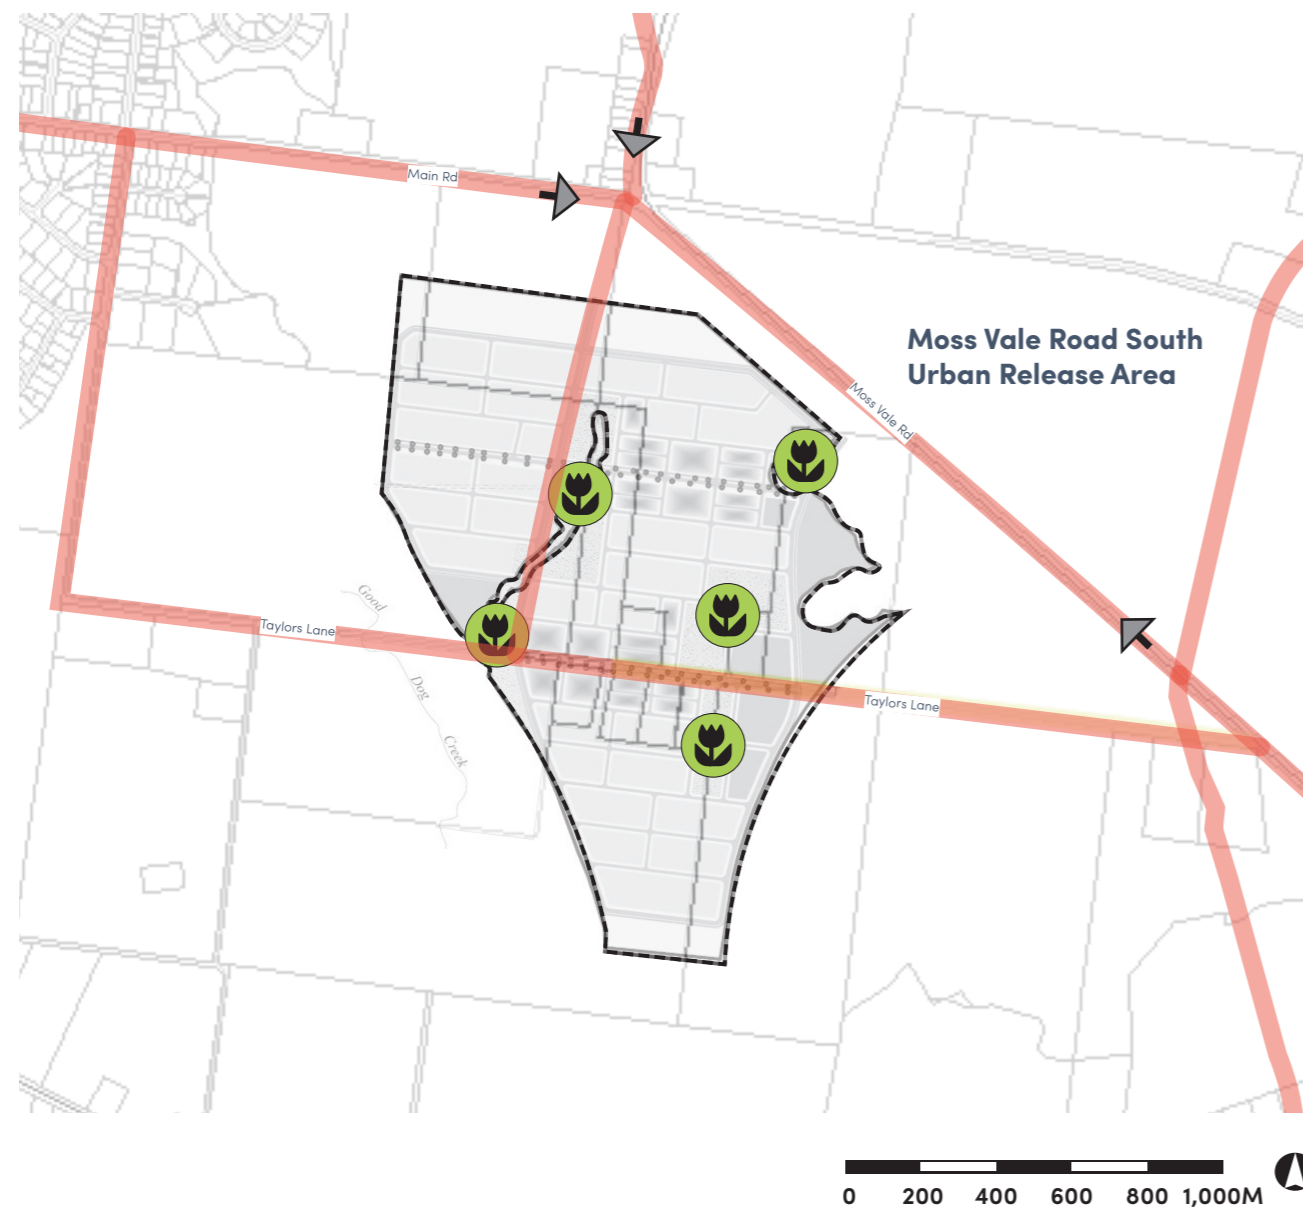 Main Rd
Moss Vale Road South
Urban Release Area
Moss Vale Rd
Good
Dog
Creek
Taylors Lane
Taylors Lane
0 200 400 600 800 1,000M